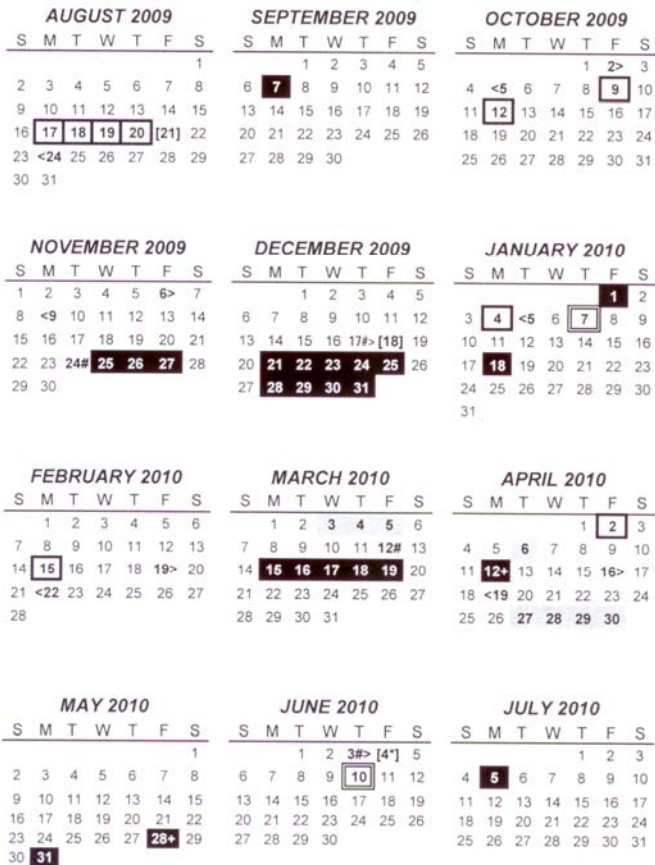 AUGUST 2009
S M T W T F S
1
2 3 4 5 6 7 8
9 10 11 12 13 14 15
16 17 18 19 20 [21] 22
23 <24 25 26 27 28 29
30 31
SEPTEMBER 2009
S M T W T F S
1 2 3 4 5
6 7 8 9 10 11 12
13 14 15 16 17 18 19
20 21 22 23 24 25 26
27 28 29 30
OCTOBER 2009
S M T W T F S
1 2> 3
4 <5 6 7 8 9 10
11 12 13 14 15 16 17
18 19 20 21 22 23 24
25 26 27 28 29 30 31
NOVEMBER 2009
S M T W T F S
1 2 3 4 5 6> 7
8 <9 10 11 12 13 14
15 16 17 18 19 20 21
22 23 24# 25 26 27 28
29 30
DECEMBER 2009
S M T W T F S
1 2 3 4 5
6 7 8 9 10 11 12
13 14 15 16 17#> [18] 19
20 21 22 23 24 25 26
27 28 29 30 31
JANUARY 2010
S M T W T F S
1 2
3 4 <5 6 7 8 9
10 11 12 13 14 15 16
17 18 19 20 21 22 23
24 25 26 27 28 29 30
31
FEBRUARY 2010
S M T W T F S
1 2 3 4 5 6
7 8 9 10 11 12 13
14 15 16 17 18 19> 20
21 <22 23 24 25 26 27
28
MARCH 2010
S M T W T F S
1 2 3 4 5 6
7 8 9 10 11 12# 13
14 15 16 17 18 19 20
21 22 23 24 25 26 27
28 29 30 31
APRIL 2010
S M T W T F S
1 2 3
4 5 6 7 8 9 10
11 12+ 13 14 15 16> 17
18 <19 20 21 22 23 24
25 26 27 28 29 30
MAY 2010
S M T W T F S
1
2 3 4 5 6 7 8
9 10 11 12 13 14 15
16 17 18 19 20 21 22
23 24 25 26 27 28+ 29
30 31
JUNE 2010
S M T W T F S
1 2 3#> [4*] 5
6 7 8 9 10 11 12
13 14 15 16 17 18 19
20 21 22 23 24 25 26
27 28 29 30
JULY 2010
S M T W T F S
1 2 3
4 5 6 7 8 9 10
11 12 13 14 15 16 17
18 19 20 21 22 23 24
25 26 27 28 29 30 31